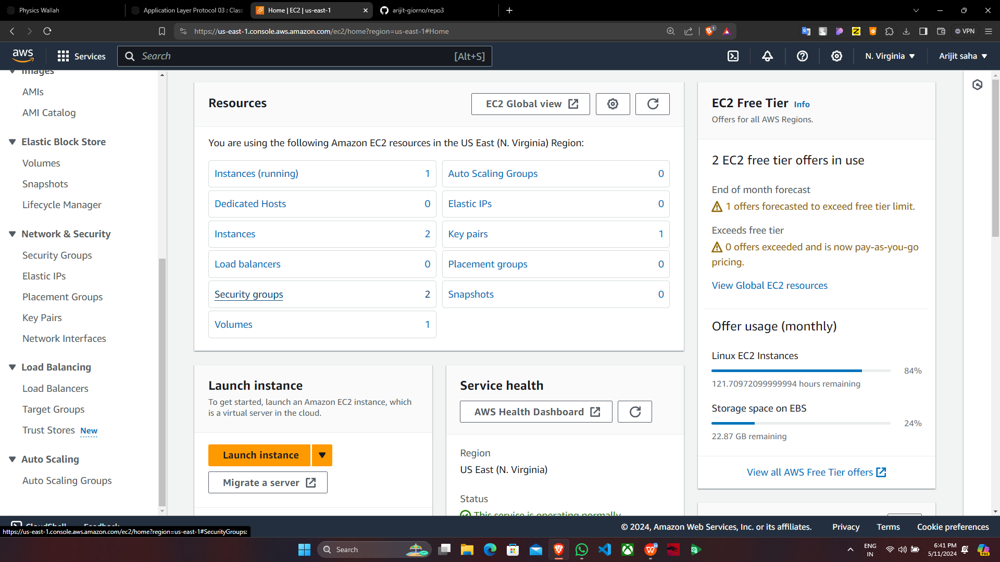 Physics Wallah
Application Layer Protocol 03 : Class
Home | EC2 | us-east-1
arijit-giorno/repo3
https://us-east-1.console.aws.amazon.com/ec2/home?region=us-east-1#Home
1
VPN
aws
Services
Search
[Alt+S]
N. Virginia
Arijit saha
Images
AMIs
AMI Catalog
Elastic Block Store
Volumes
Snapshots
Lifecycle Manager
Network & Security
Security Groups
Elastic IPs
Placement Groups
Key Pairs
Network Interfaces
Load Balancing
Load Balancers
Target Groups
Trust Stores New
Auto Scaling
Auto Scaling Groups
Resources
EC2 Global view
You are using the following Amazon EC2 resources in the US East (N. Virginia) Region:
Instances (running) 1
Auto Scaling Groups 0
Dedicated Hosts 0
Elastic IPs 0
Instances 2
Key pairs 1
Load balancers 0
Placement groups 0
Security groups 2
Snapshots 0
Volumes 1
Launch instance
To get started, launch an Amazon EC2 instance, which
is a virtual server in the cloud.
Launch instance
Migrate a server
Service health
AWS Health Dashboard
Region
US East (N. Virginia)
Status
This service is operating normally
EC2 Free Tier Info
Offers for all AWS Regions.
2 EC2 free tier offers in use
End of month forecast
1 offers forecasted to exceed free tier limit.
Exceeds free tier
0 offers exceeded and is now pay-as-you-go
pricing.
View Global EC2 resources
Offer usage (monthly)
Linux EC2 Instances
84%
121.70972099999994 hours remaining
Storage space on EBS
24%
22.87 GB remaining
View all AWS Free Tier offers
CloudShell
Feedback
© 2024, Amazon Web Services, Inc. or its affiliates.
Privacy
Terms
Cookie preferences
https://us-east-1.console.aws.amazon.com/ec2/home?region=us-east-1#SecurityGroups:
Search
ENG
IN
6:41 PM
5/11/2024
PRE